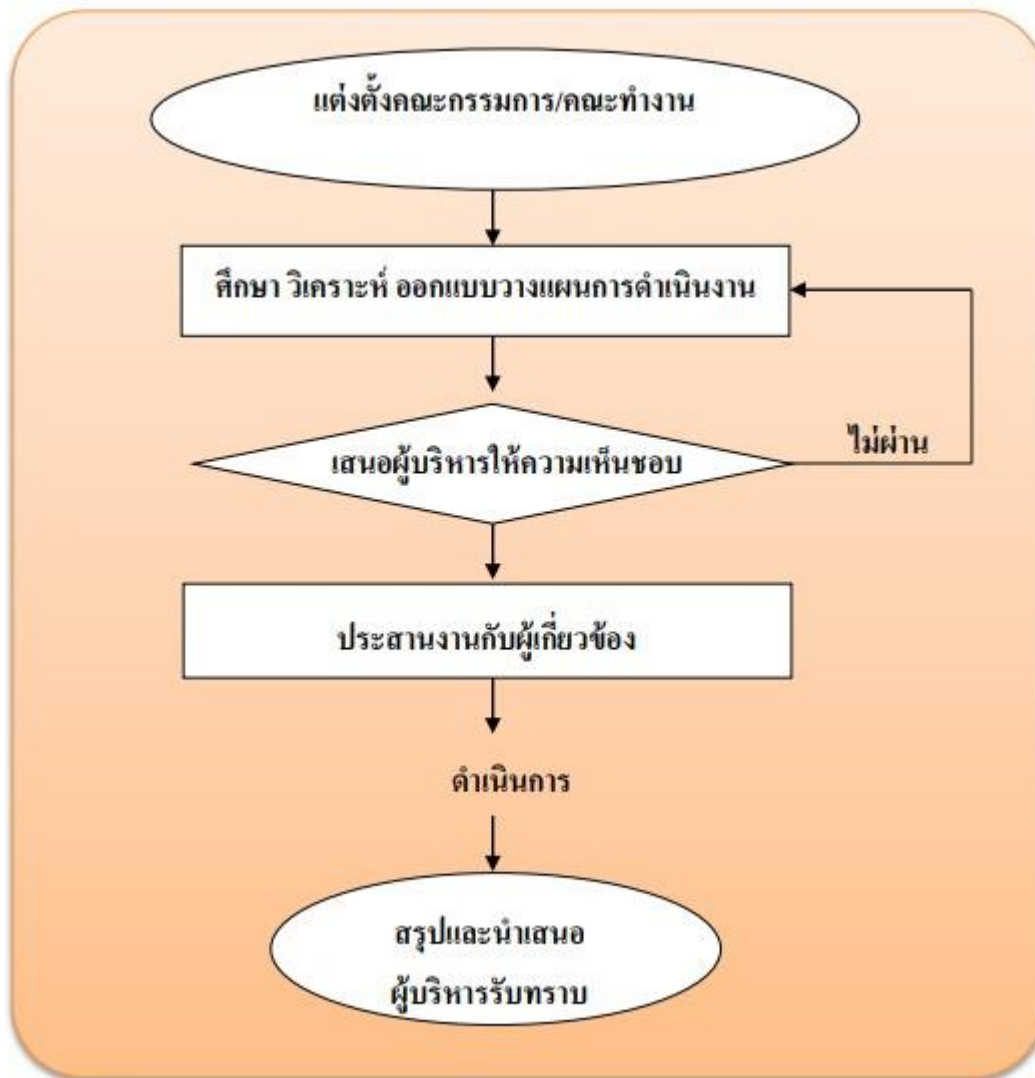 แต่งตั้งคณะกรรมการ/คณะทำงาน
ศึกษา วิเคราะห์ ออกแบบวางแผนการดำเนินงาน
เสนอผู้บริหารให้ความเห็นชอบ
ไม่ผ่าน
ประสานงานกับผู้เกี่ยวข้อง
ดำเนินการ
สรุปและนำเสนอ
ผู้บริหารรับทราบ